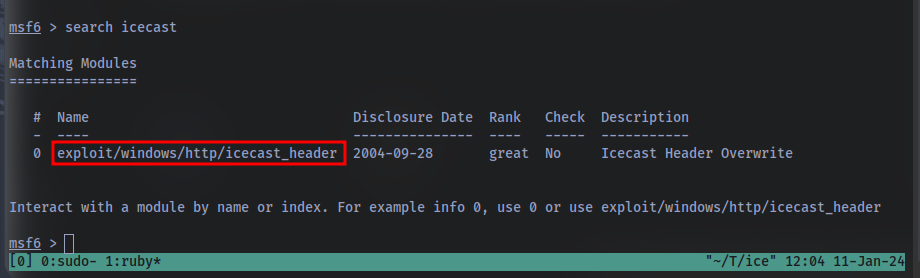 msf6 > search icecast
Matching Modules
================
# Name Disclosure Date Rank Check Description
- ---- --------------- ---- ----- -----------
0 exploit/windows/http/icecast_header 2004-09-28 great No Icecast Header Overwrite
Interact with a module by name or index. For example info 0, use 0 or use exploit/windows/http/icecast_header
msf6 >
[0] 0:sudo- 1:ruby* "~/T/ice" 12:04 11-Jan-24